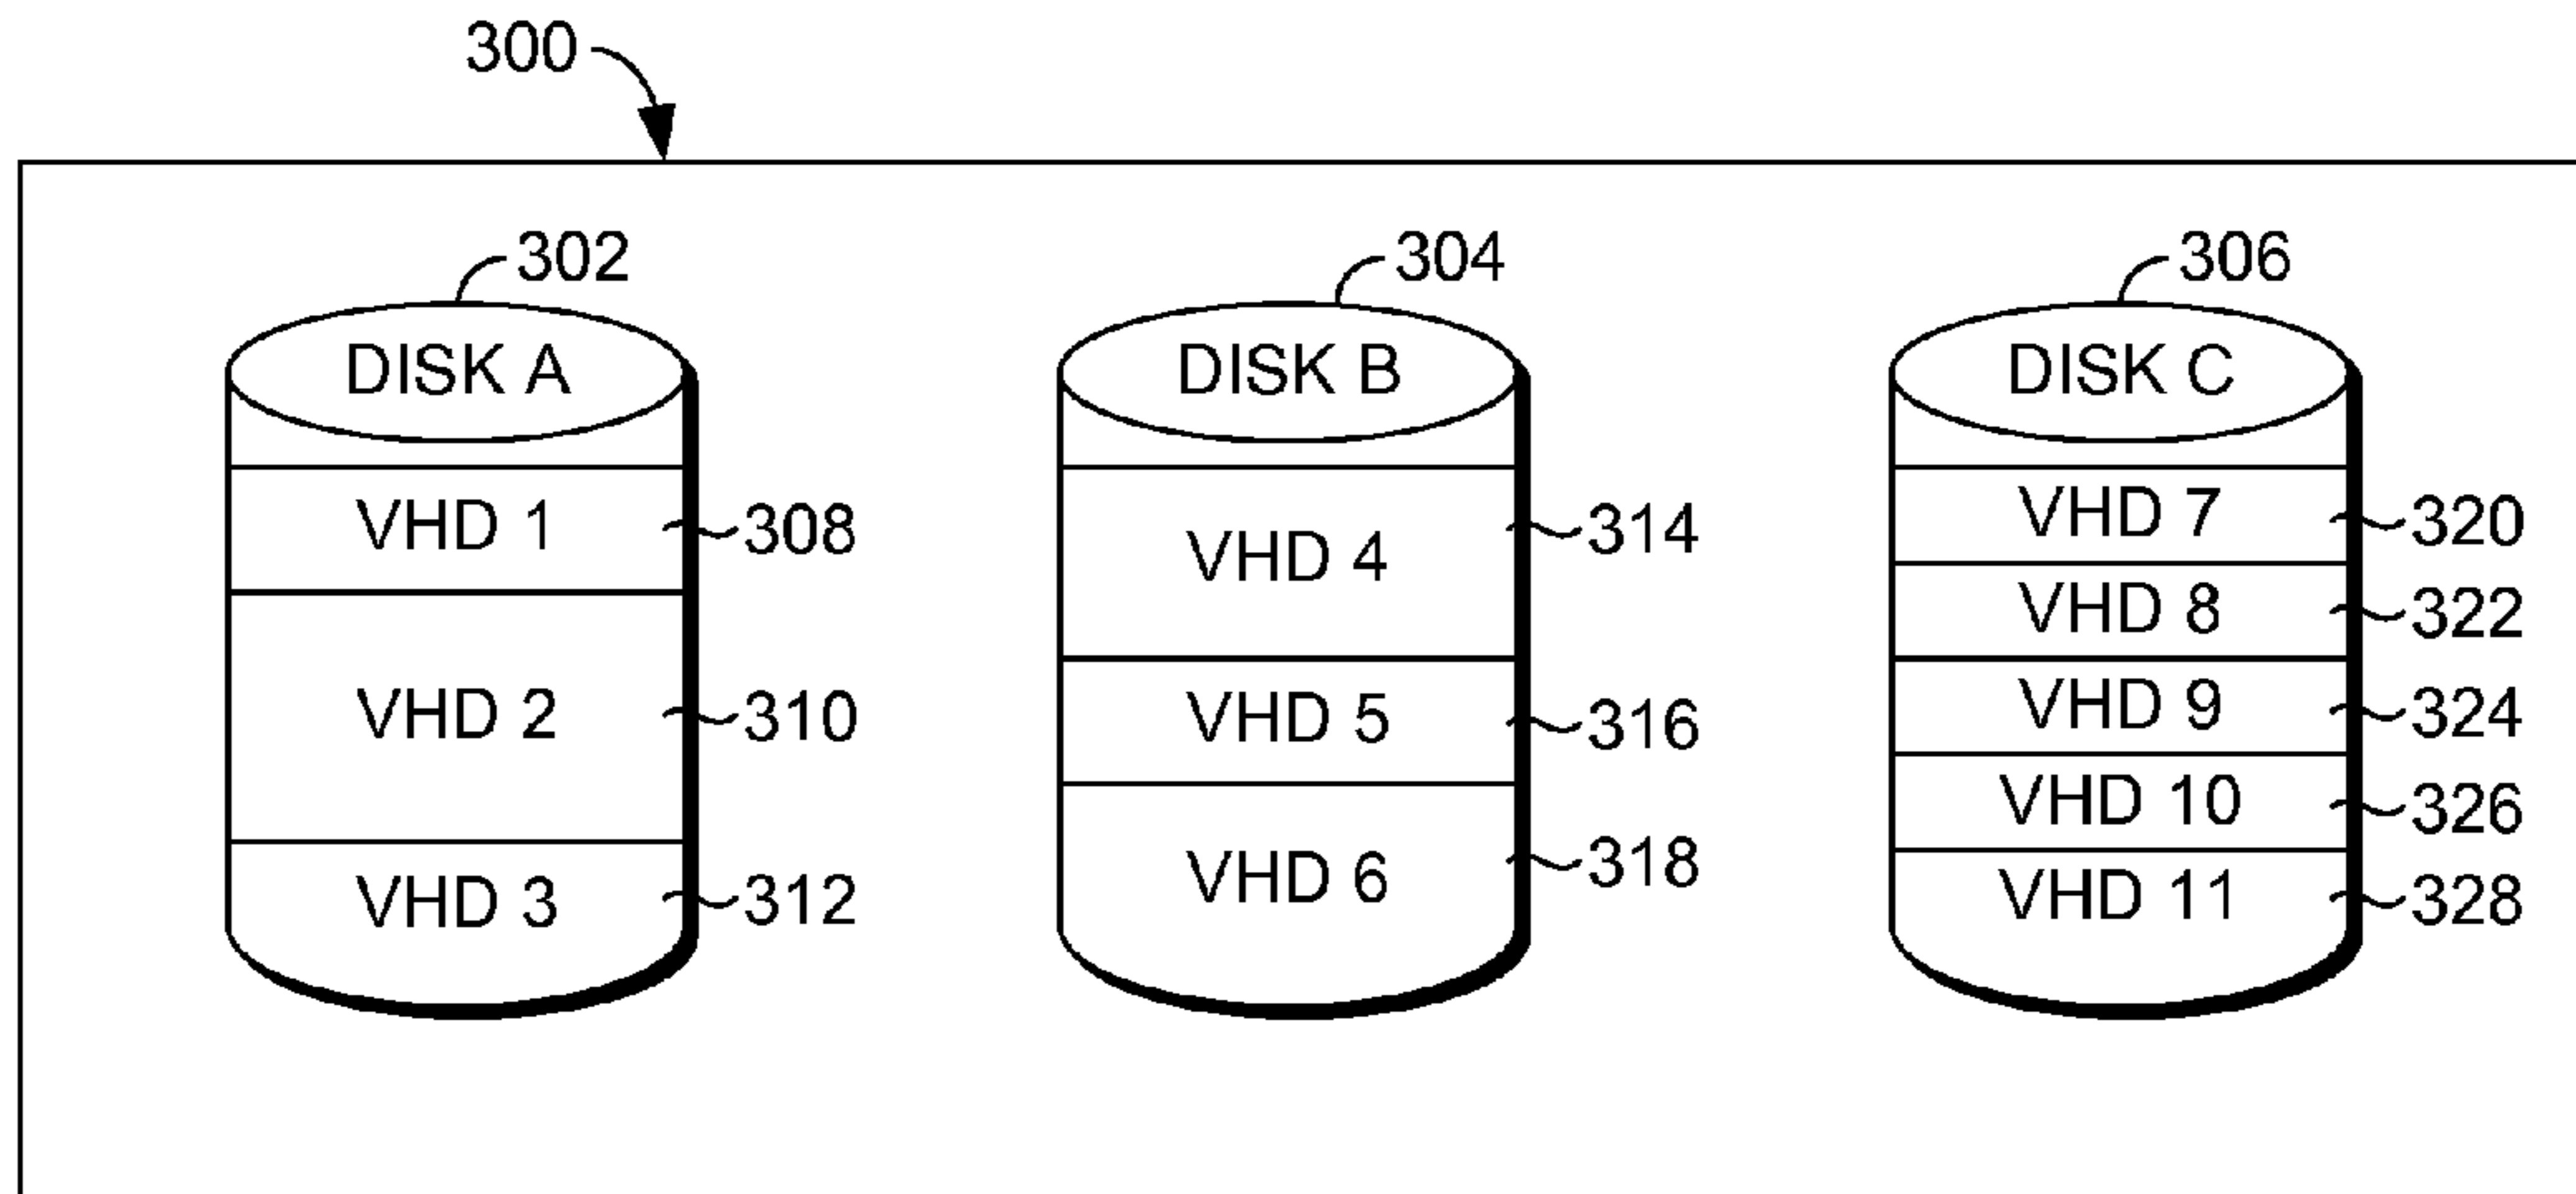 300
302 304 306
DISK A DISK B DISK C
VHD 1 308
VHD 2 310
VHD 3 312
VHD 4 314
VHD 5 316
VHD 6 318
VHD 7 320
VHD 8 322
VHD 9 324
VHD 10 326
VHD 11 328